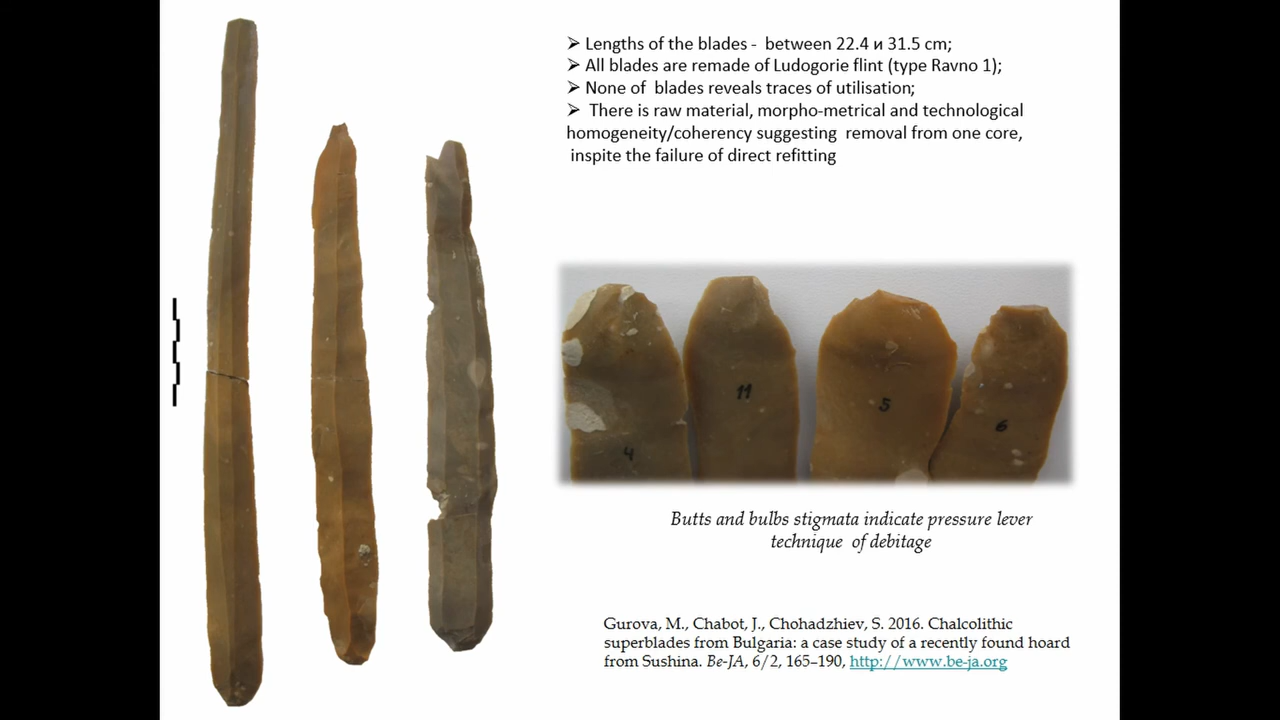 ➢ Lengths of the blades - between 22.4 и 31.5 cm;
➢ All blades are remade of Ludogorie flint (type Ravno 1);
➢ None of blades reveals traces of utilisation;
➢ There is raw material, morpho-metrical and technological
homogeneity/coherency suggesting removal from one core,
inspite the failure of direct refitting
4
11
5
6
Butts and bulbs stigmata indicate pressure lever
technique of debitage
Gurova, M., Chabot, J., Chohadzhiev, S. 2016. Chalcolithic
superblades from Bulgaria: a case study of a recently found hoard
from Sushina. Be-JA, 6/2, 165–190, http://www.be-ja.org